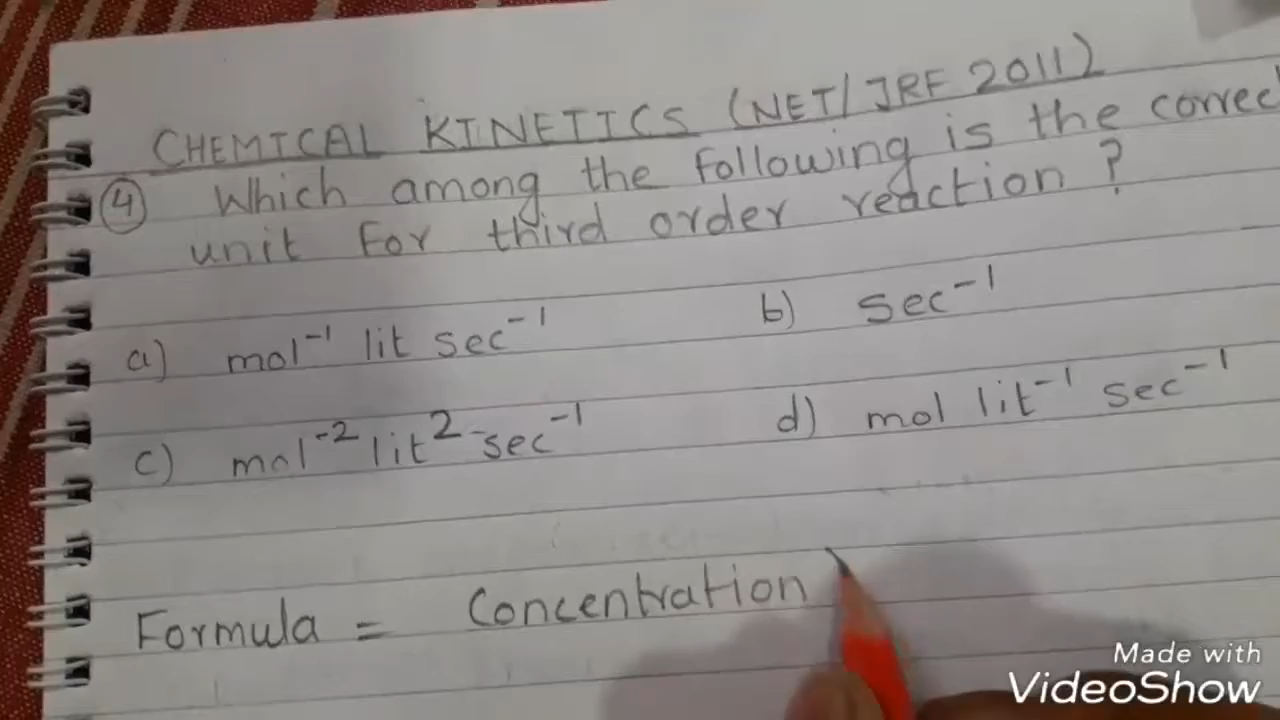 CHEMICAL KINETICS (NET/JRF 2011)
④ Which among the following is the correc
unit for third order reaction ?
a) mol⁻¹ lit sec⁻¹ b) sec⁻¹
c) mol⁻² lit² sec⁻¹ d) mol lit⁻¹ sec⁻¹
Formula = Concentration
Made with
VideoShow